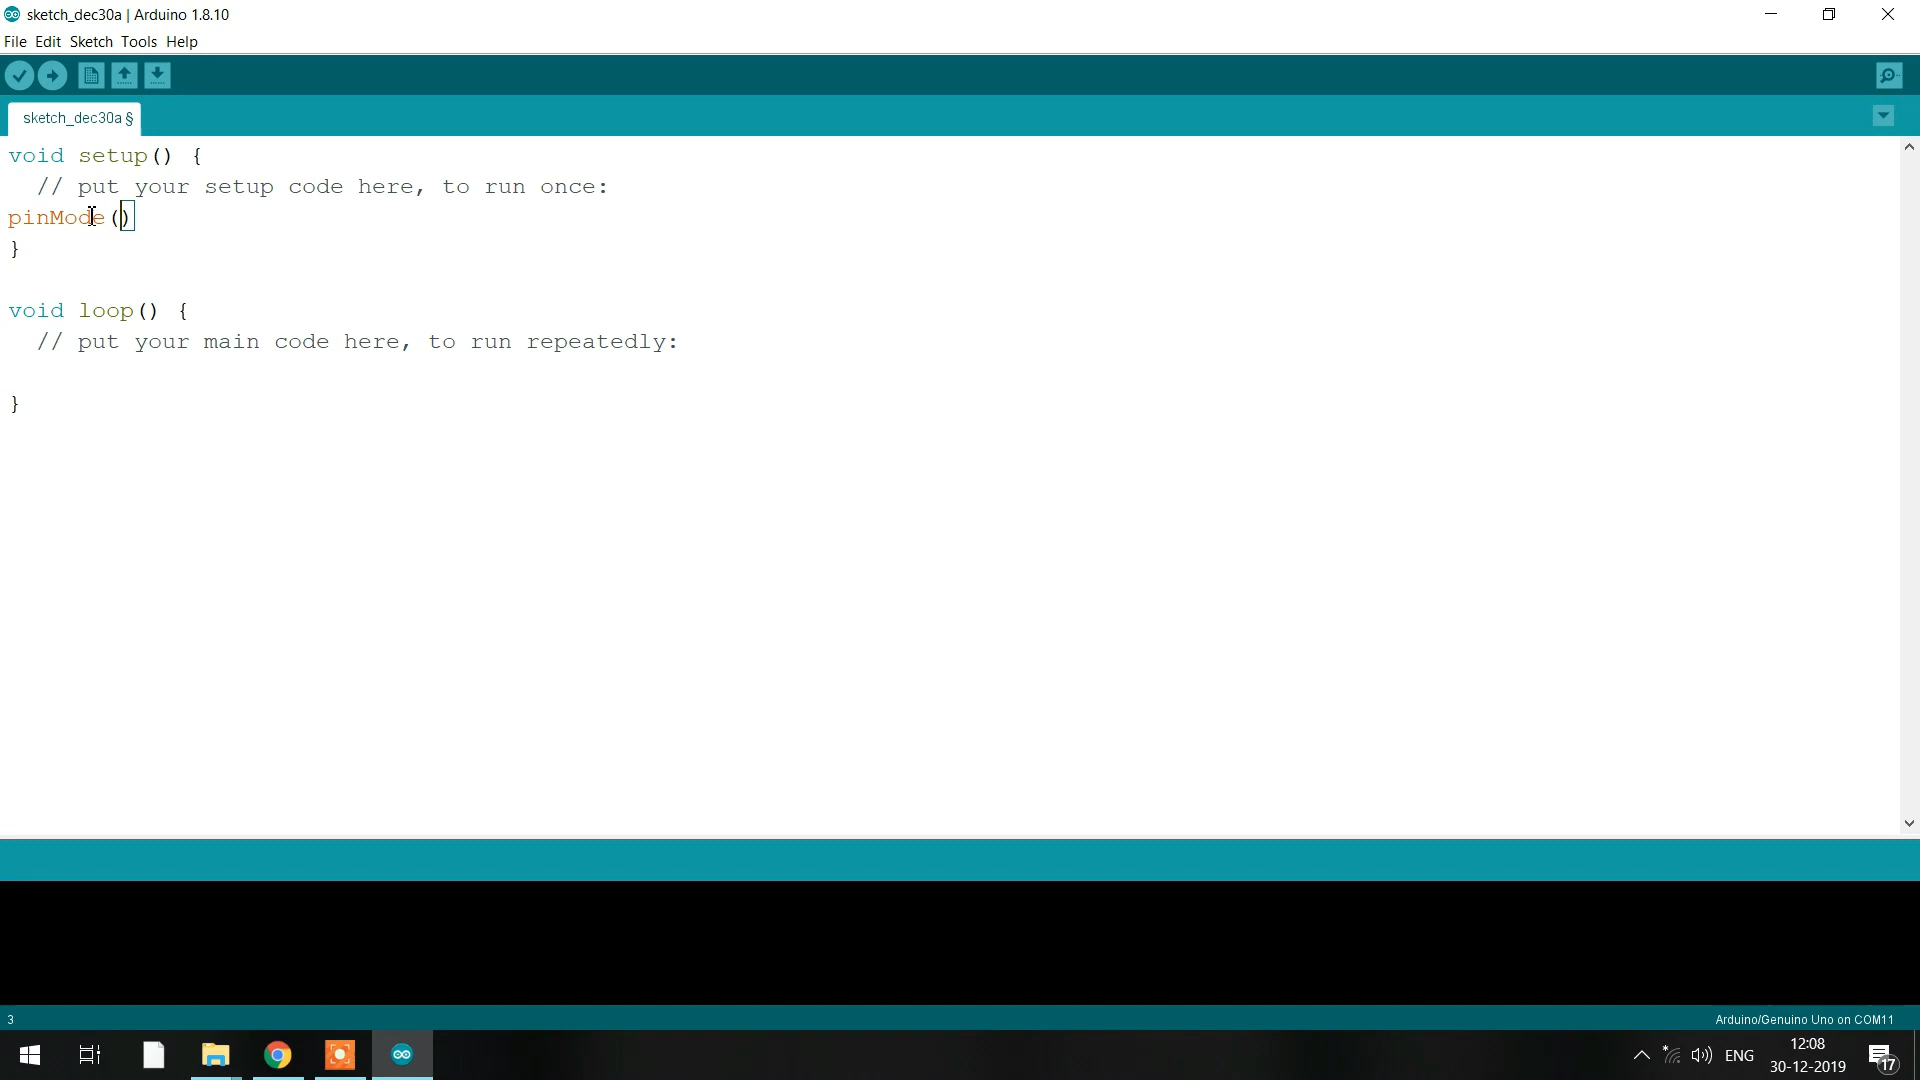 sketch_dec30a | Arduino 1.8.10
File Edit Sketch Tools Help
sketch_dec30a §
void setup() {
  // put your setup code here, to run once:
pinMode()
}
void loop() {
  // put your main code here, to run repeatedly:
}
3
Arduino/Genuino Uno on COM11
ENG
12:08
30-12-2019
17